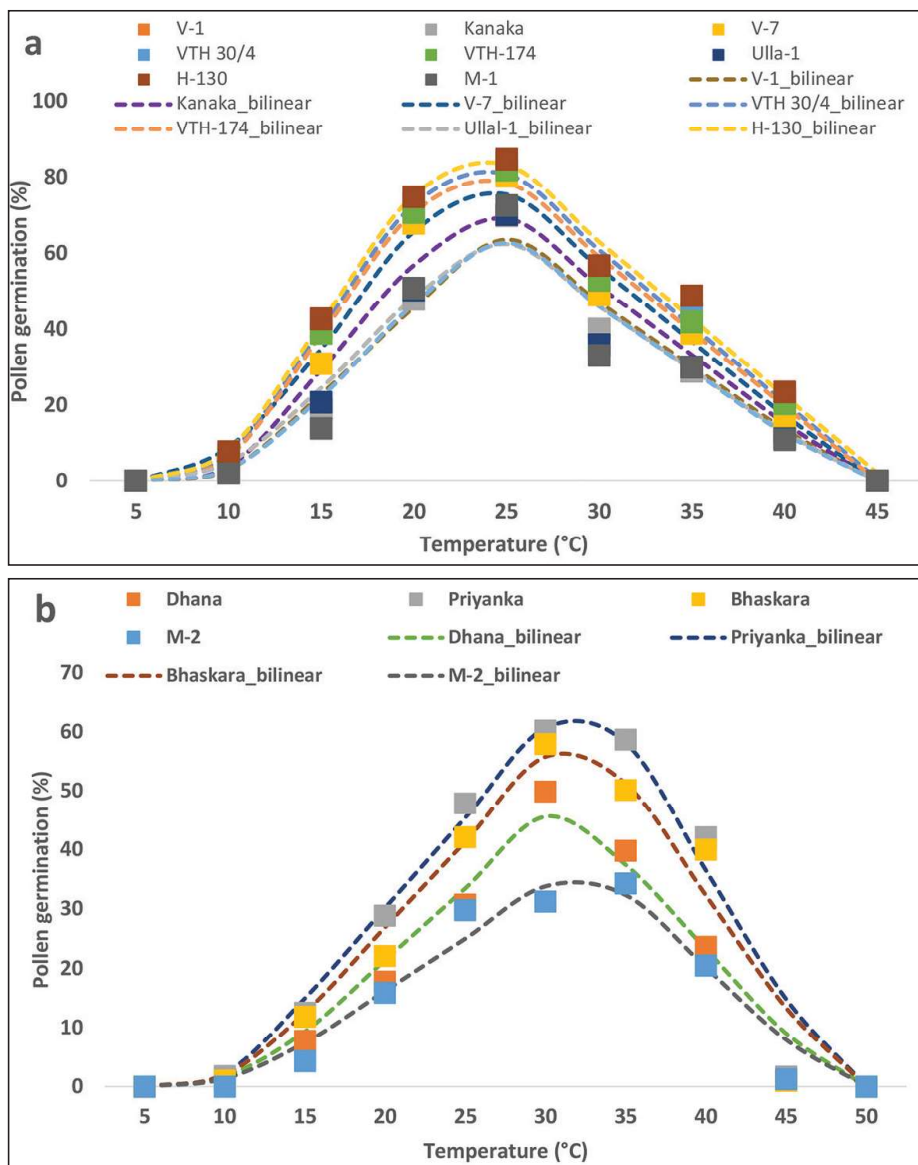 a
V-1 Kanaka V-7
VTH 30/4 VTH-174 Ulla-1
H-130 M-1 V-1_bilinear
Kanaka_bilinear V-7_bilinear VTH 30/4_bilinear
VTH-174_bilinear Ullal-1_bilinear H-130_bilinear
100
80
60
40
20
0
Pollen germination (%)
5 10 15 20 25 30 35 40 45
Temperature (°C)
b
Dhana Priyanka Bhaskara
M-2 Dhana_bilinear Priyanka_bilinear
Bhaskara_bilinear M-2_bilinear
70
60
50
40
30
20
10
0
Pollen germination (%)
5 10 15 20 25 30 35 40 45 50
Temperature (°C)